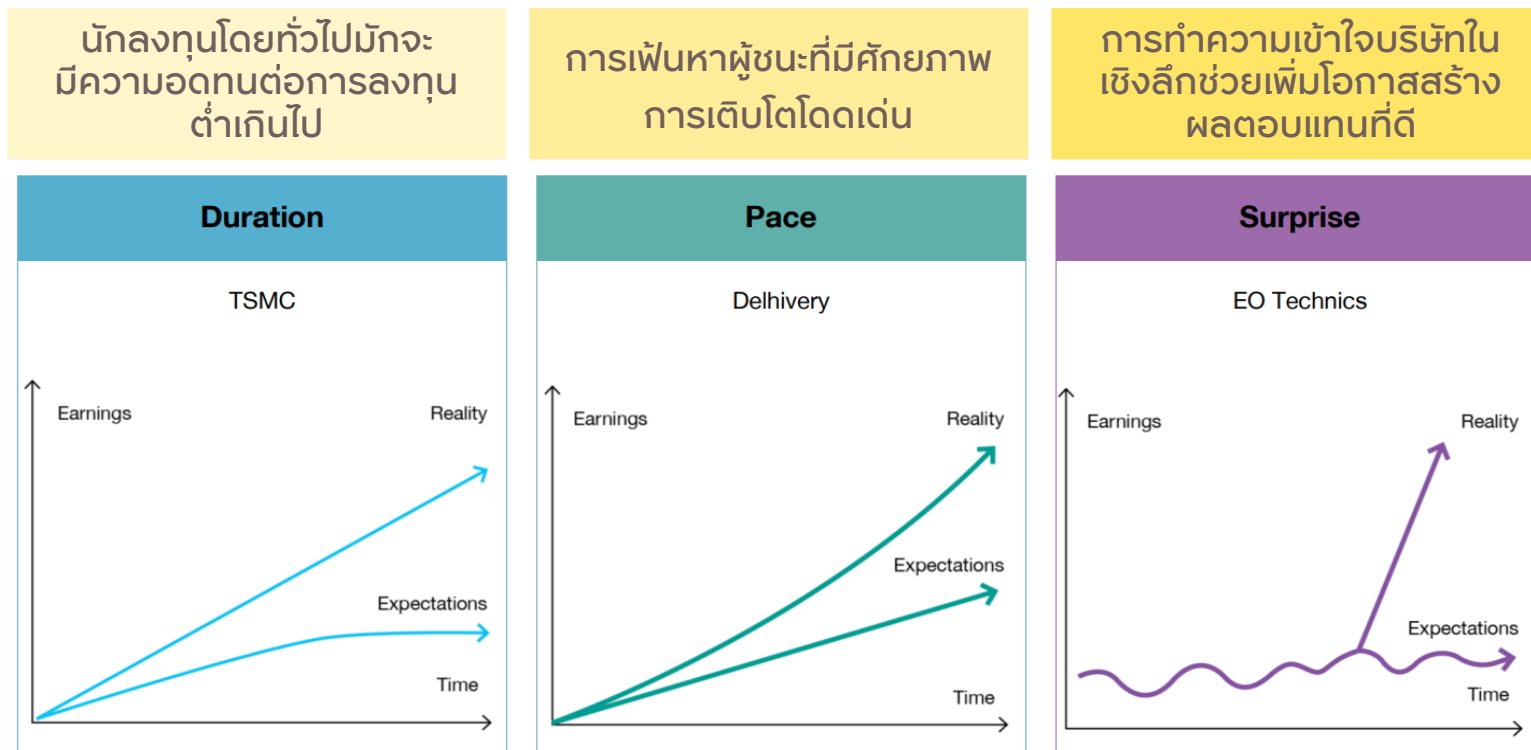 นักลงทุนโดยทั่วไปมักจะ
มีความอดทนต่อการลงทุน
ต่ำเกินไป
การเฟ้นหาผู้ชนะที่มีศักยภาพ
การเติบโตโดดเด่น
การทำความเข้าใจบริษัทใน
เชิงลึกช่วยเพิ่มโอกาสสร้าง
ผลตอบแทนที่ดี
Duration
TSMC
Earnings
Reality
Expectations
Time
Pace
Delhivery
Earnings
Reality
Expectations
Time
Surprise
EO Technics
Earnings
Reality
Expectations
Time